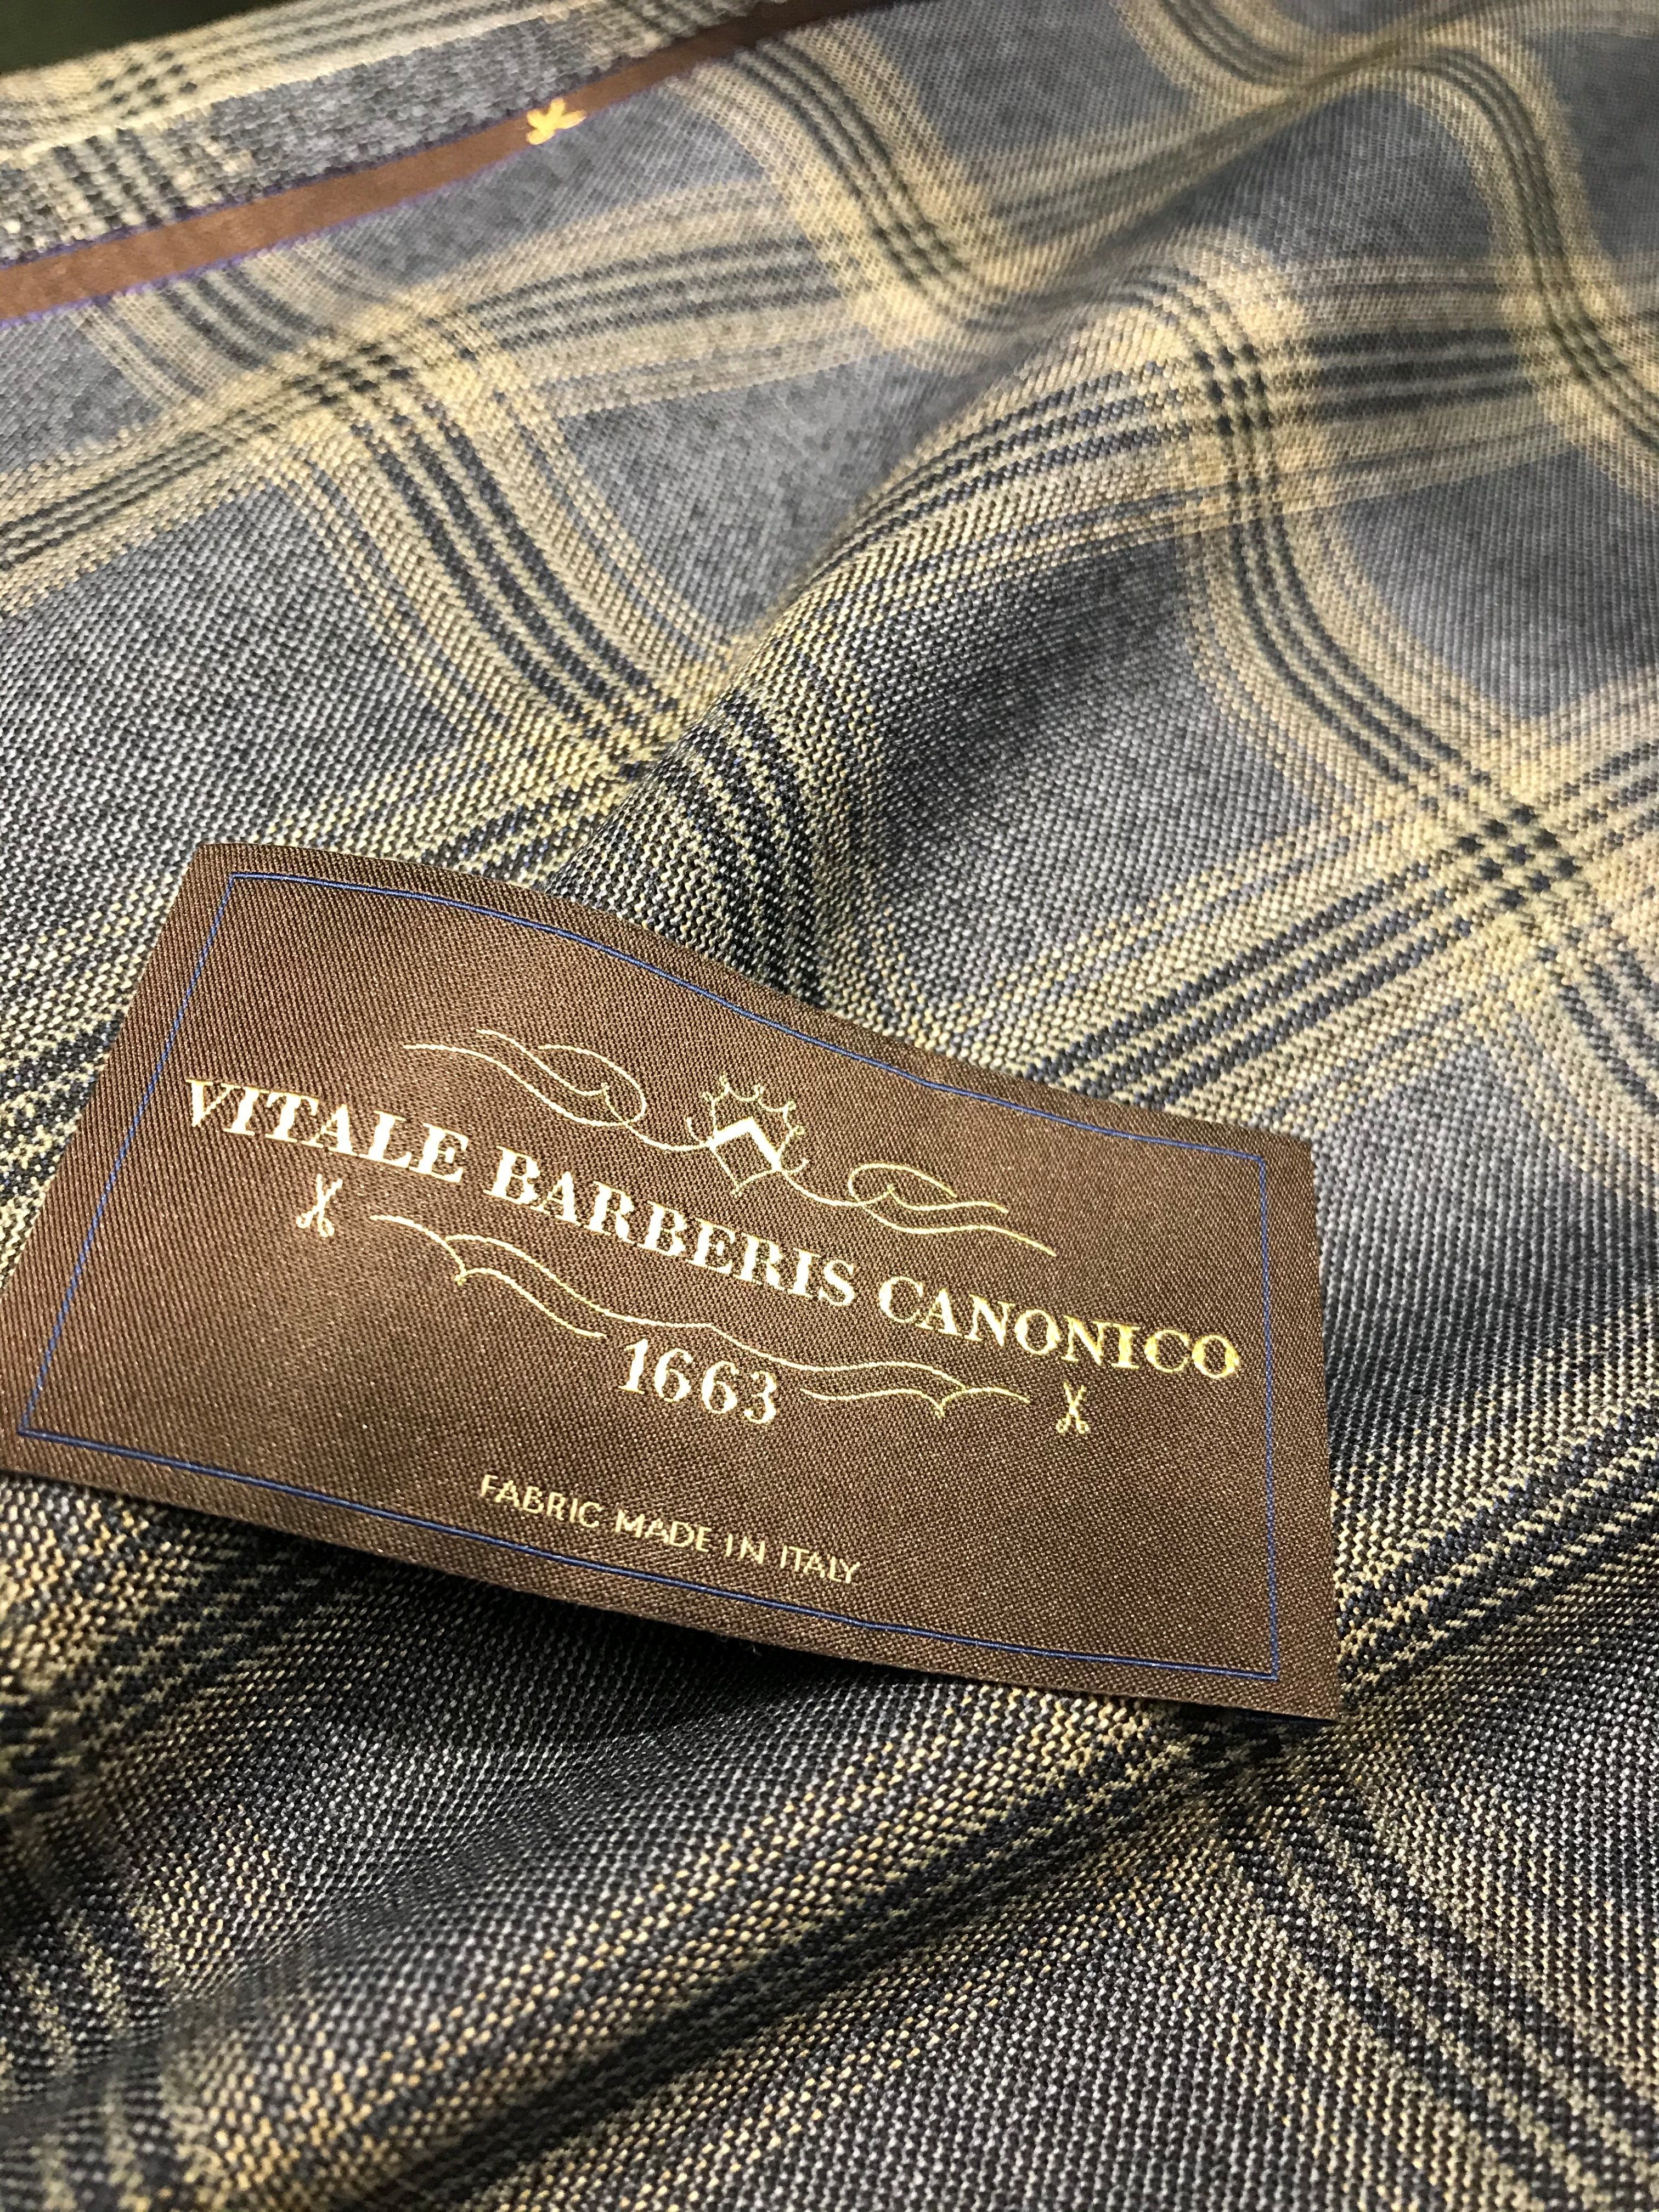 VITALE BARBERIS CANONICO
1663
FABRIC MADE IN ITALY